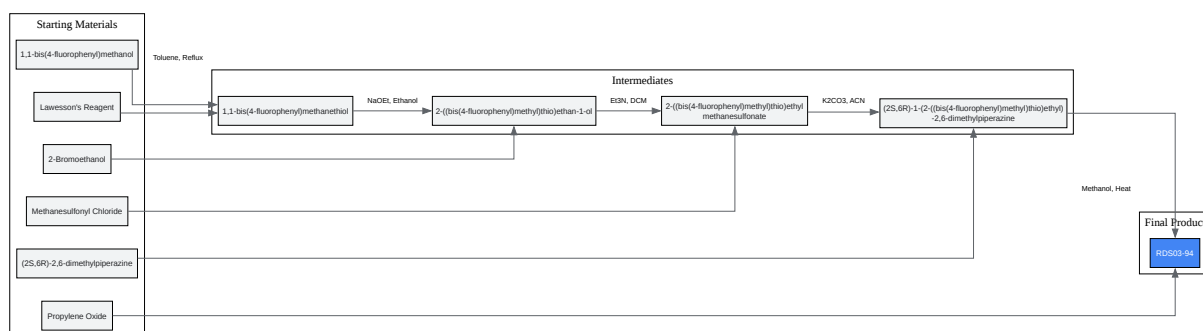 Starting Materials
1,1-bis(4-fluorophenyl)methanol
Toluene, Reflux
Intermediates
Lawesson's Reagent
1,1-bis(4-fluorophenyl)methanethiol
NaOEt, Ethanol
2-((bis(4-fluorophenyl)methyl)thio)ethan-1-ol
Et3N, DCM
2-((bis(4-fluorophenyl)methyl)thio)ethyl
methanesulfonate
K2CO3, ACN
(2S,6R)-1-(2-((bis(4-fluorophenyl)methyl)thio)ethyl)
-2,6-dimethylpiperazine
2-Bromoethanol
Methanesulfonyl Chloride
Methanol, Heat
(2S,6R)-2,6-dimethylpiperazine
Final Produc
RDS03-94
Propylene Oxide